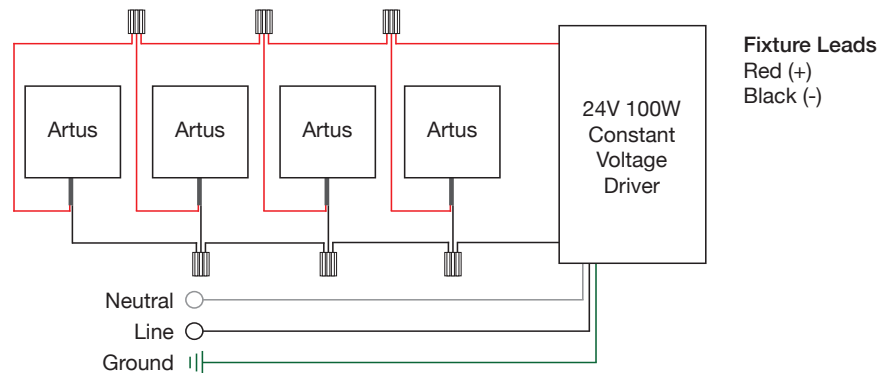 Artus
Artus
Artus
Artus
24V 100W
Constant
Voltage
Driver
Fixture Leads
Red (+)
Black (-)
Neutral
Line
Ground